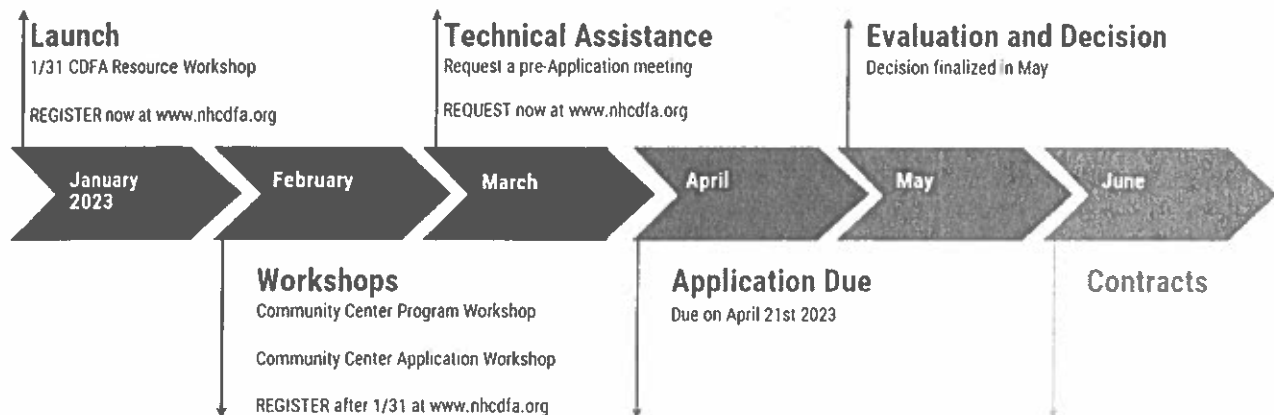 Launch
1/31 CDFA Resource Workshop
REGISTER now at www.nhcdfa.org
Technical Assistance
Request a pre-Application meeting
REQUEST now at www.nhcdfa.org
Evaluation and Decision
Decision finalized in May
January
2023
February
March
April
May
June
Workshops
Community Center Program Workshop
Community Center Application Workshop
REGISTER after 1/31 at www.nhcdfa.org
Application Due
Due on April 21st 2023
Contracts